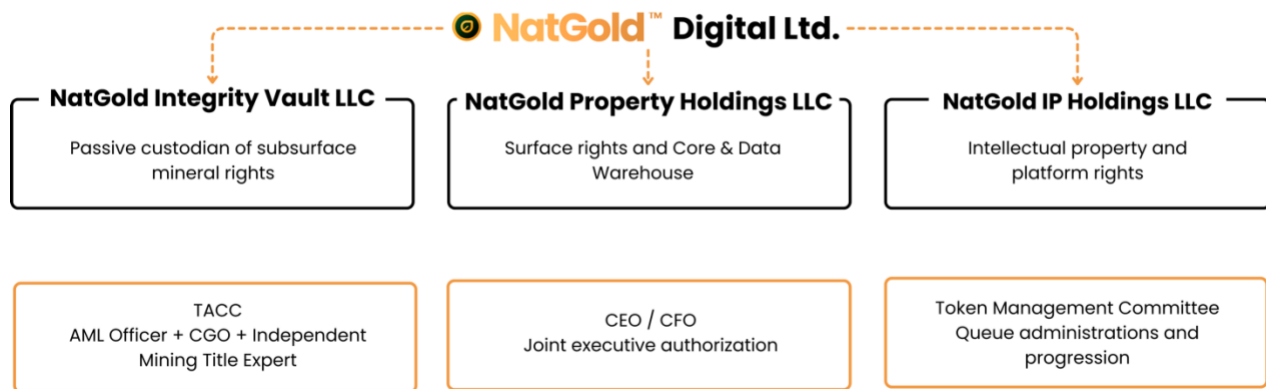 NatGold™ Digital Ltd.
NatGold Integrity Vault LLC
Passive custodian of subsurface
mineral rights
NatGold Property Holdings LLC
Surface rights and Core & Data
Warehouse
NatGold IP Holdings LLC
Intellectual property and
platform rights
TACC
AML Officer + CGO + Independent
Mining Title Expert
CEO / CFO
Joint executive authorization
Token Management Committee
Queue administrations and
progression